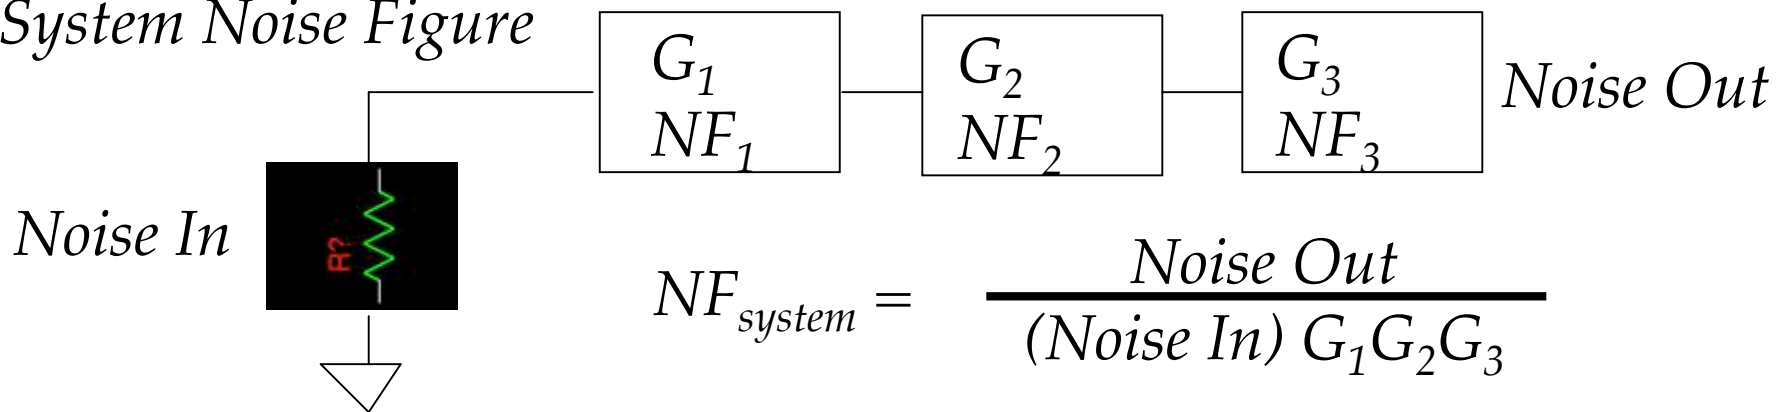 System Noise Figure
G1
NF1
G2
NF2
G3
NF3
Noise Out
Noise In
R?
NFsystem = Noise Out
(Noise In) G1G2G3